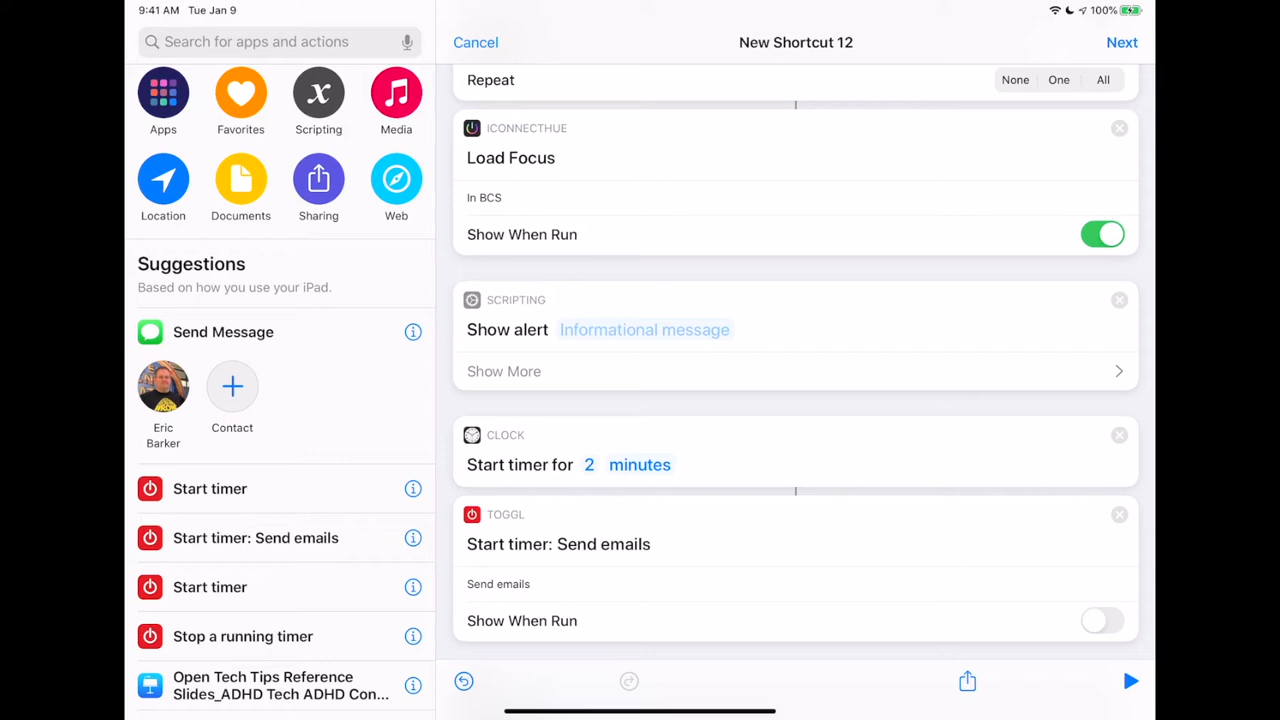 9:41 AM Tue Jan 9
100%
Search for apps and actions
Apps
Favorites
Scripting
Media
Location
Documents
Sharing
Web
Suggestions
Based on how you use your iPad.
Send Message
Eric
Barker
Contact
Start timer
Start timer: Send emails
Start timer
Stop a running timer
Open Tech Tips Reference
Slides_ADHD Tech ADHD Con...
Cancel
New Shortcut 12
Next
Repeat
None One All
ICONNECTHUE
Load Focus
In BCS
Show When Run
SCRIPTING
Show alert Informational message
Show More
CLOCK
Start timer for 2 minutes
TOGGL
Start timer: Send emails
Send emails
Show When Run